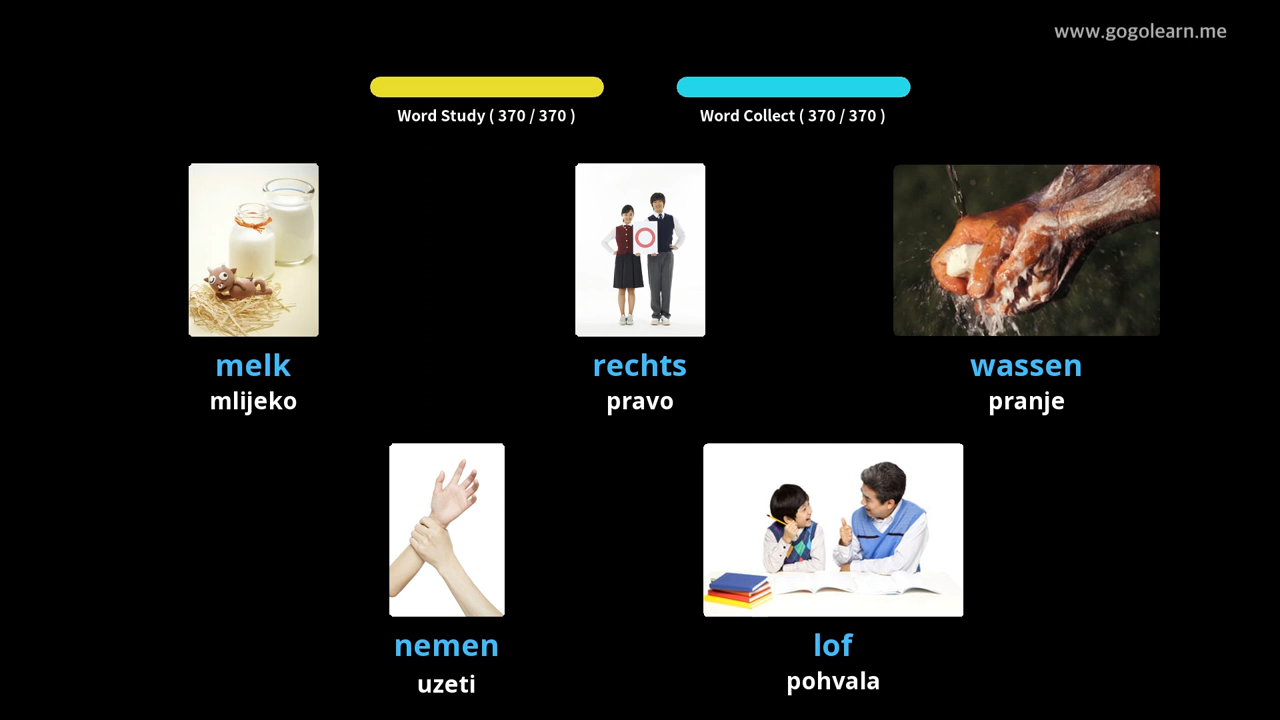 www.gogolearn.me
Word Study ( 370 / 370 )
Word Collect ( 370 / 370 )
melk
mlijeko
rechts
pravo
wassen
pranje
nemen
uzeti
lof
pohvala